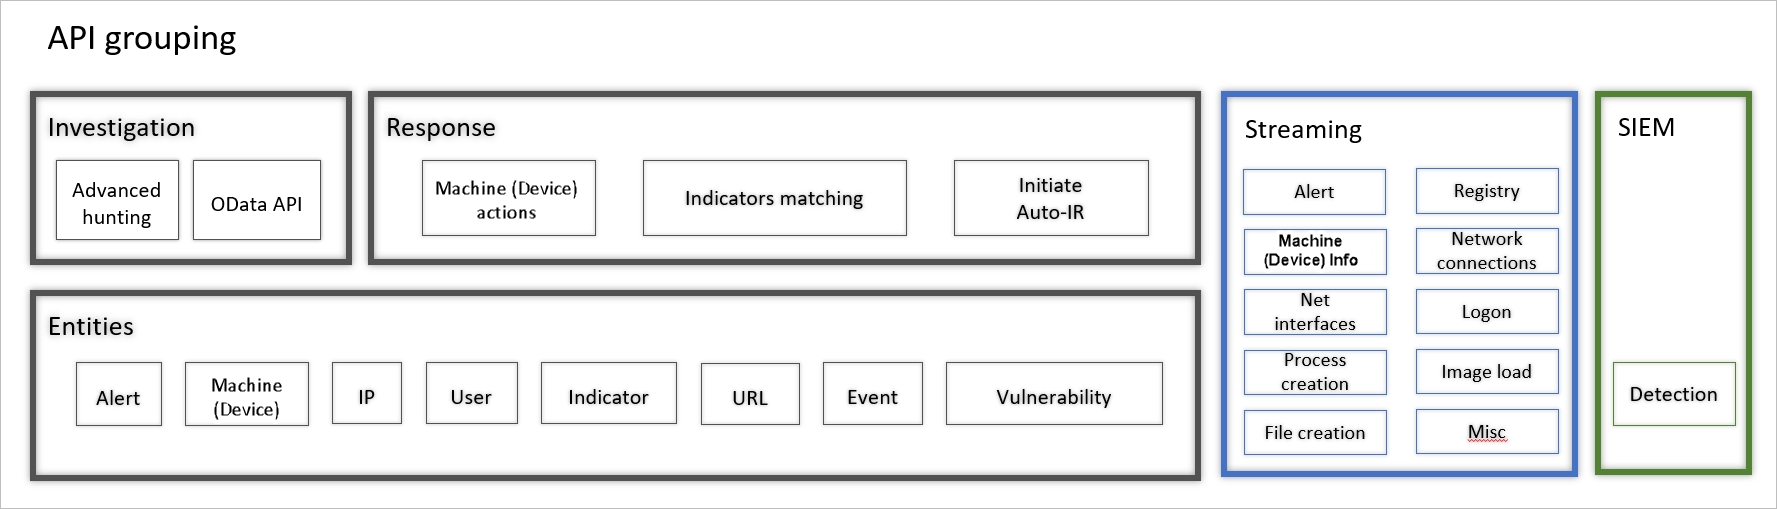 API grouping
Investigation
Advanced
hunting
OData API
Response
Machine (Device)
actions
Indicators matching
Initiate
Auto-IR
Entities
Alert
Machine
(Device)
IP
User
Indicator
URL
Event
Vulnerability
Streaming
Alert
Registry
Machine
(Device) Info
Network
connections
Net
interfaces
Logon
Process
creation
Image load
File creation
Misc
SIEM
Detection